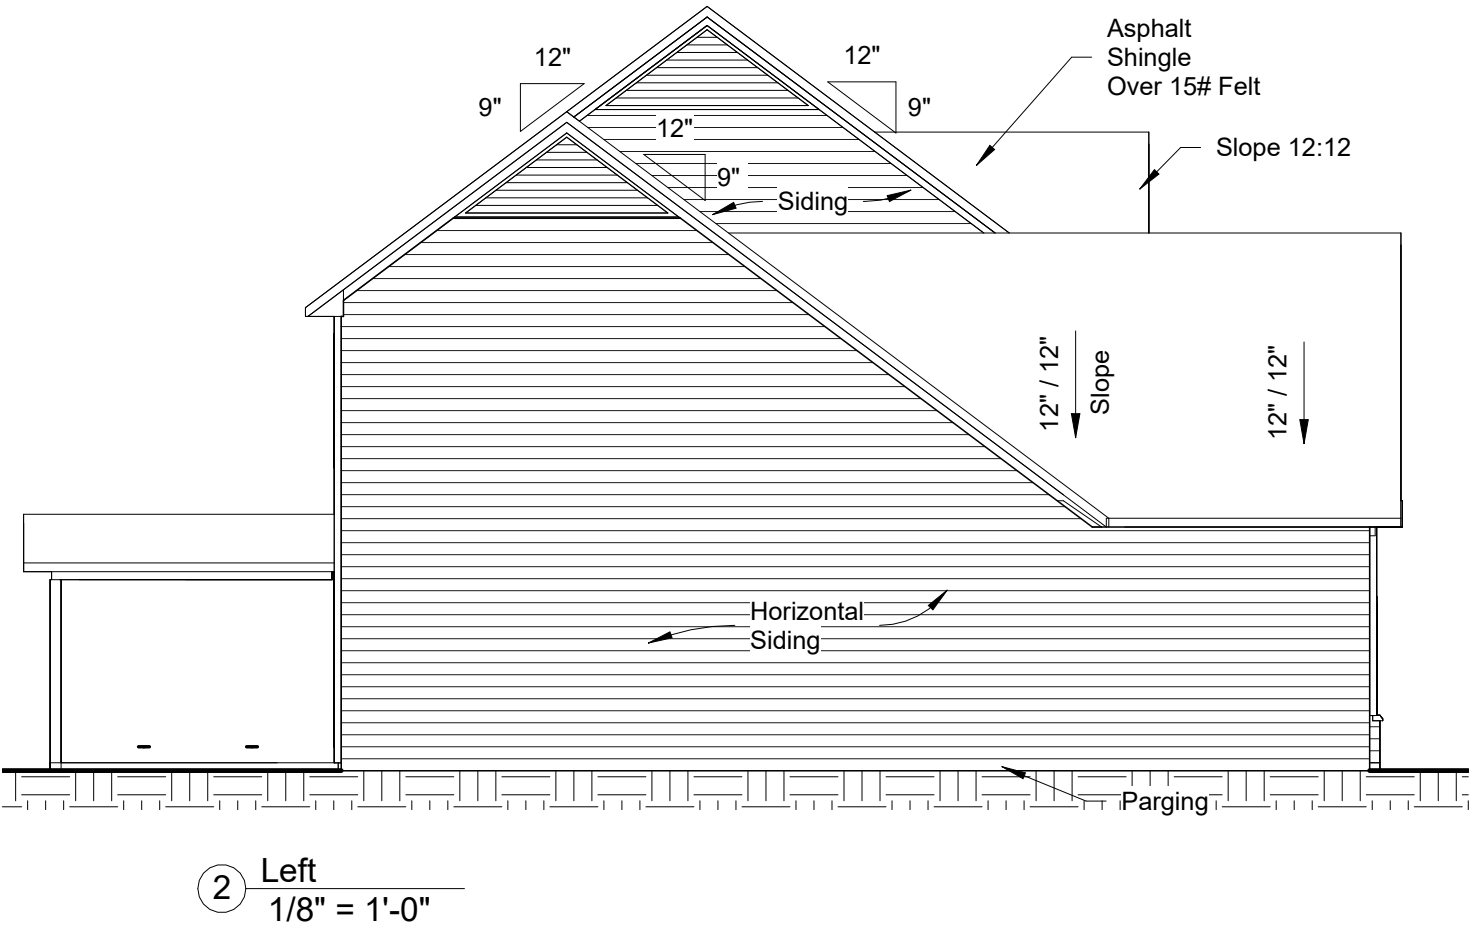 12"
9"
12"
9"
Asphalt
Shingle
Over 15# Felt
12"
9"
Slope 12:12
Siding
12" / 12"
Slope
12" / 12"
Horizontal
Siding
Parging
2
Left
1/8" = 1'-0"